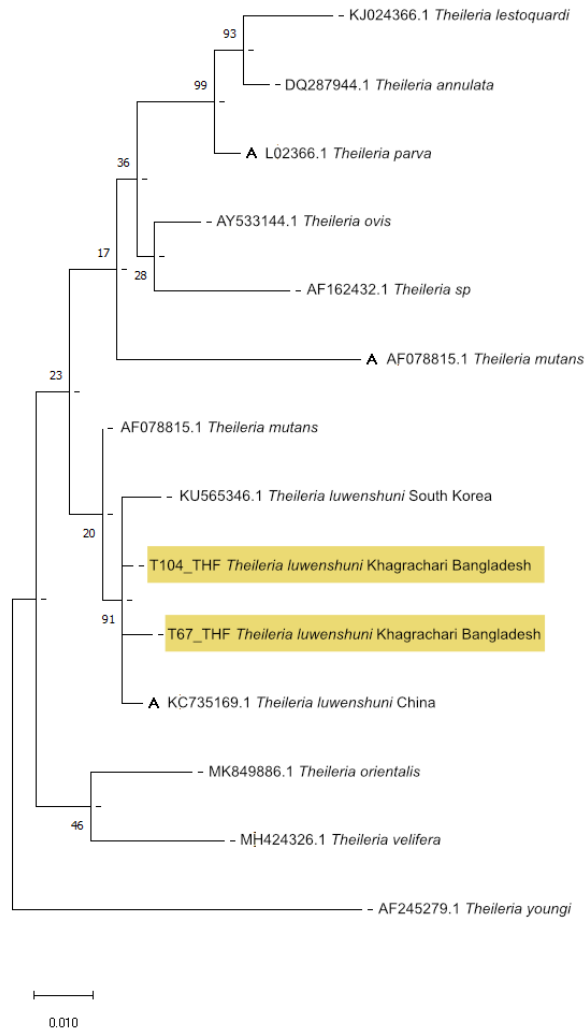 KJ024366.1 Theileria lestoquardi
93
DQ287944.1 Theileria annulata
99
A L02366.1 Theileria parva
36
AY533144.1 Theileria ovis
17
28
AF162432.1 Theileria sp
A AF078815.1 Theileria mutans
23
AF078815.1 Theileria mutans
KU565346.1 Theileria luwenshuni South Korea
20
T104_THF Theileria luwenshuni Khagrachari Bangladesh
91
T67_THF Theileria luwenshuni Khagrachari Bangladesh
A KC735169.1 Theileria luwenshuni China
MK849886.1 Theileria orientalis
46
MH424326.1 Theileria velifera
AF245279.1 Theileria youngi
0.010